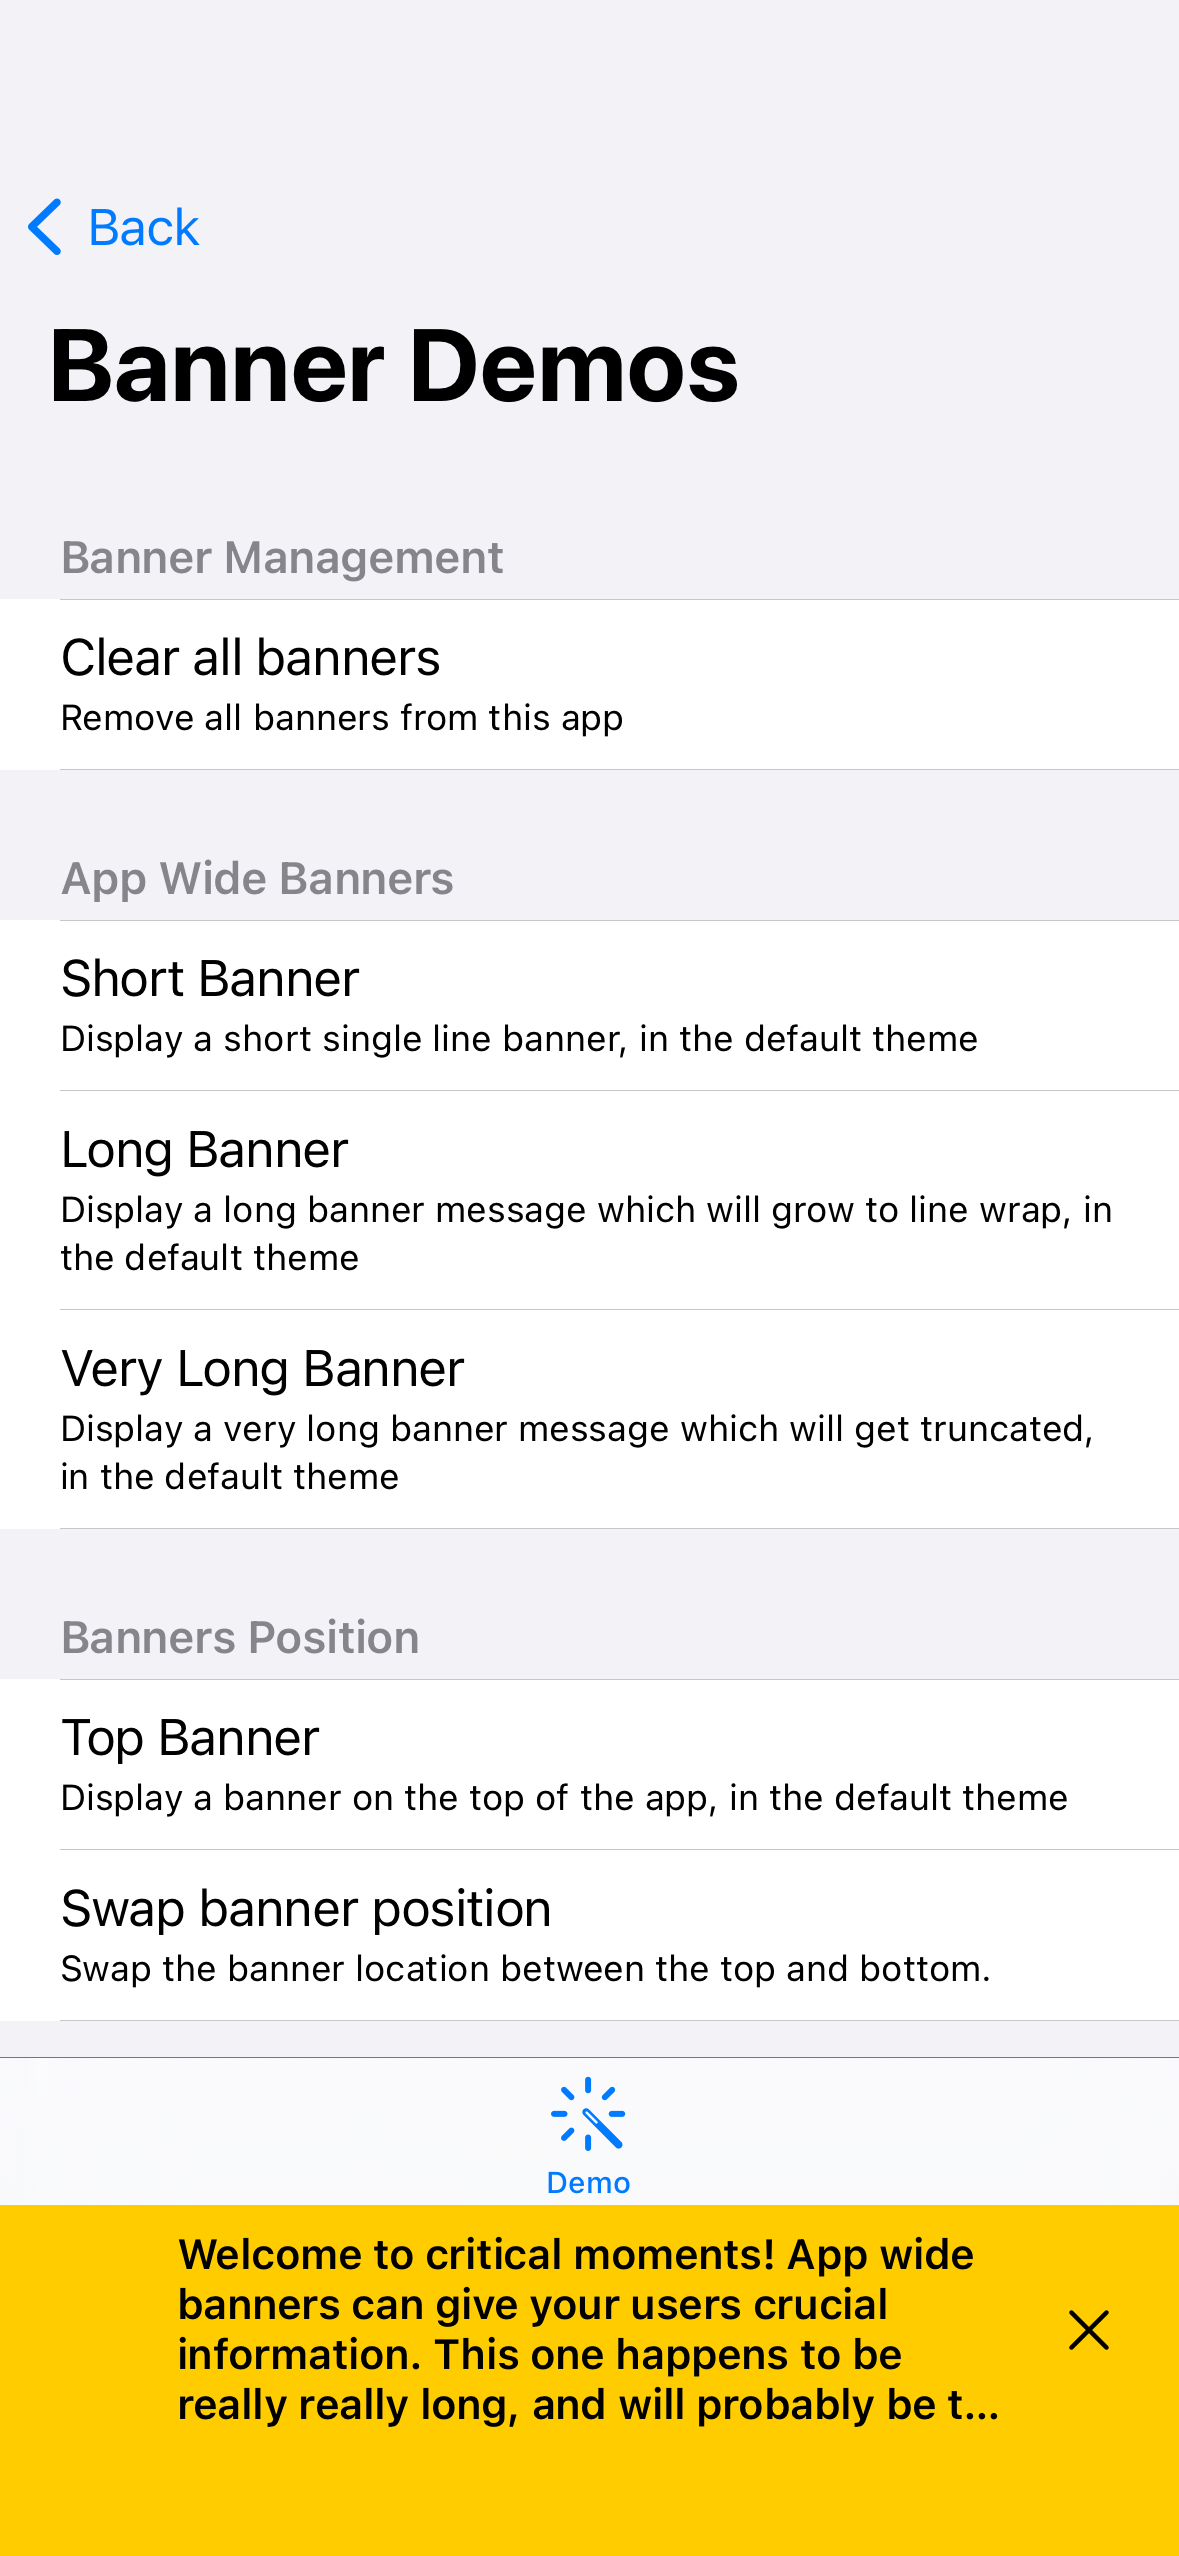 Back
Banner Demos
Banner Management
Clear all banners
Remove all banners from this app
App Wide Banners
Short Banner
Display a short single line banner, in the default theme
Long Banner
Display a long banner message which will grow to line wrap, in
the default theme
Very Long Banner
Display a very long banner message which will get truncated,
in the default theme
Banners Position
Top Banner
Display a banner on the top of the app, in the default theme
Swap banner position
Swap the banner location between the top and bottom.
Demo
Welcome to critical moments! App wide
banners can give your users crucial
information. This one happens to be
really really long, and will probably be t...